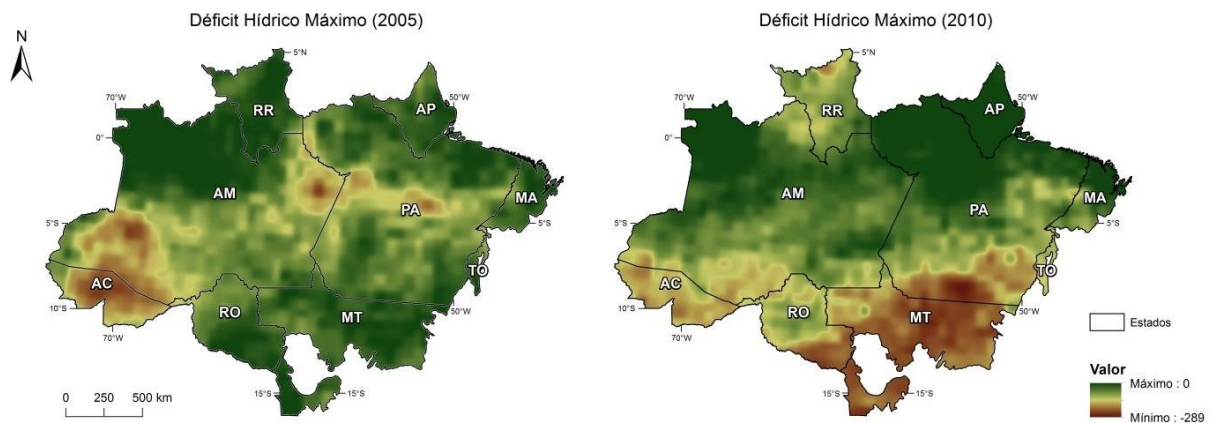 Déficit Hídrico Máximo (2005)
N
5°N
70°W
RR
AP
50°W
0°
AM
PA
MA
5°S
5°S
AC
TO
RO
MT
10°S
50°W
70°W
15°S
15°S
0 250 500 km
Déficit Hídrico Máximo (2010)
5°N
70°W
RR
AP
50°W
0°
AM
PA
MA
5°S
5°S
AC
TO
RO
MT
10°S
50°W
70°W
15°S
15°S
Estados
Valor
Máximo : 0
Mínimo : -289